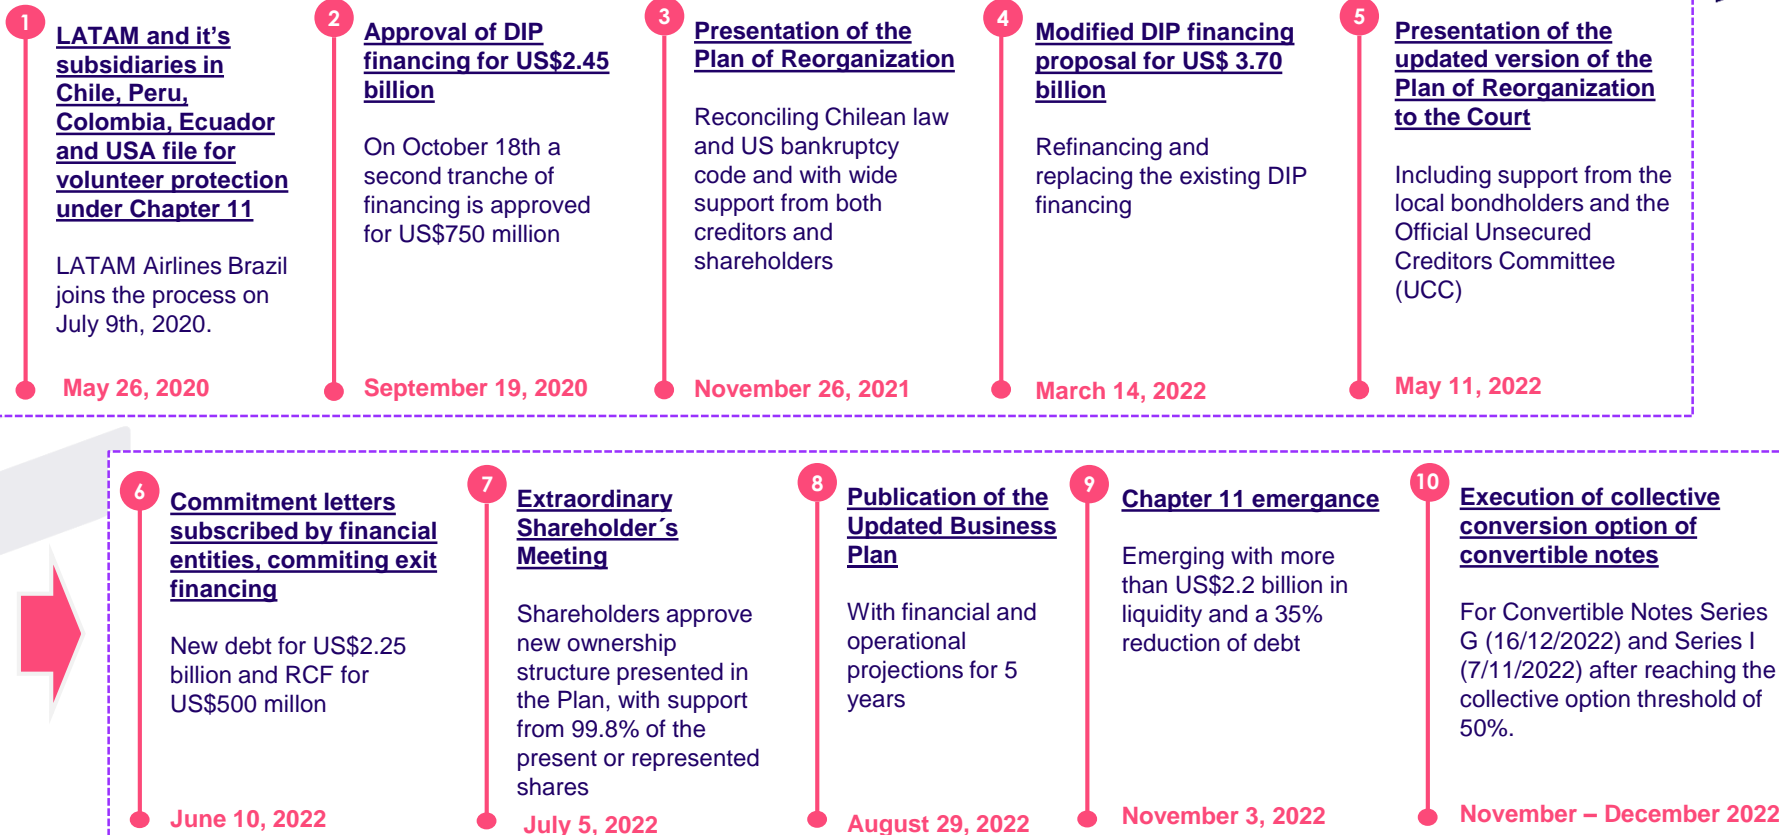 1
LATAM and it’s
subsidiaries in
Chile, Peru,
Colombia, Ecuador
and USA file for
volunteer protection
under Chapter 11
LATAM Airlines Brazil
joins the process on
July 9th, 2020.
May 26, 2020
2
Approval of DIP
financing for US$2.45
billion
On October 18th a
second tranche of
financing is approved
for US$750 million
September 19, 2020
3
Presentation of the
Plan of Reorganization
Reconciling Chilean law
and US bankruptcy
code and with wide
support from both
creditors and
shareholders
November 26, 2021
4
Modified DIP financing
proposal for US$ 3.70
billion
Refinancing and
replacing the existing DIP
financing
March 14, 2022
5
Presentation of the
updated version of the
Plan of Reorganization
to the Court
Including support from the
local bondholders and the
Official Unsecured
Creditors Committee
(UCC)
May 11, 2022
6
Commitment letters
subscribed by financial
entities, commiting exit
financing
New debt for US$2.25
billion and RCF for
US$500 millon
June 10, 2022
7
Extraordinary
Shareholder´s
Meeting
Shareholders approve
new ownership
structure presented in
the Plan, with support
from 99.8% of the
present or represented
shares
July 5, 2022
8
Publication of the
Updated Business
Plan
With financial and
operational
projections for 5
years
August 29, 2022
9
Chapter 11 emergance
Emerging with more
than US$2.2 billion in
liquidity and a 35%
reduction of debt
November 3, 2022
10
Execution of collective
conversion option of
convertible notes
For Convertible Notes Series
G (16/12/2022) and Series I
(7/11/2022) after reaching the
collective option threshold of
50%.
November – December 2022